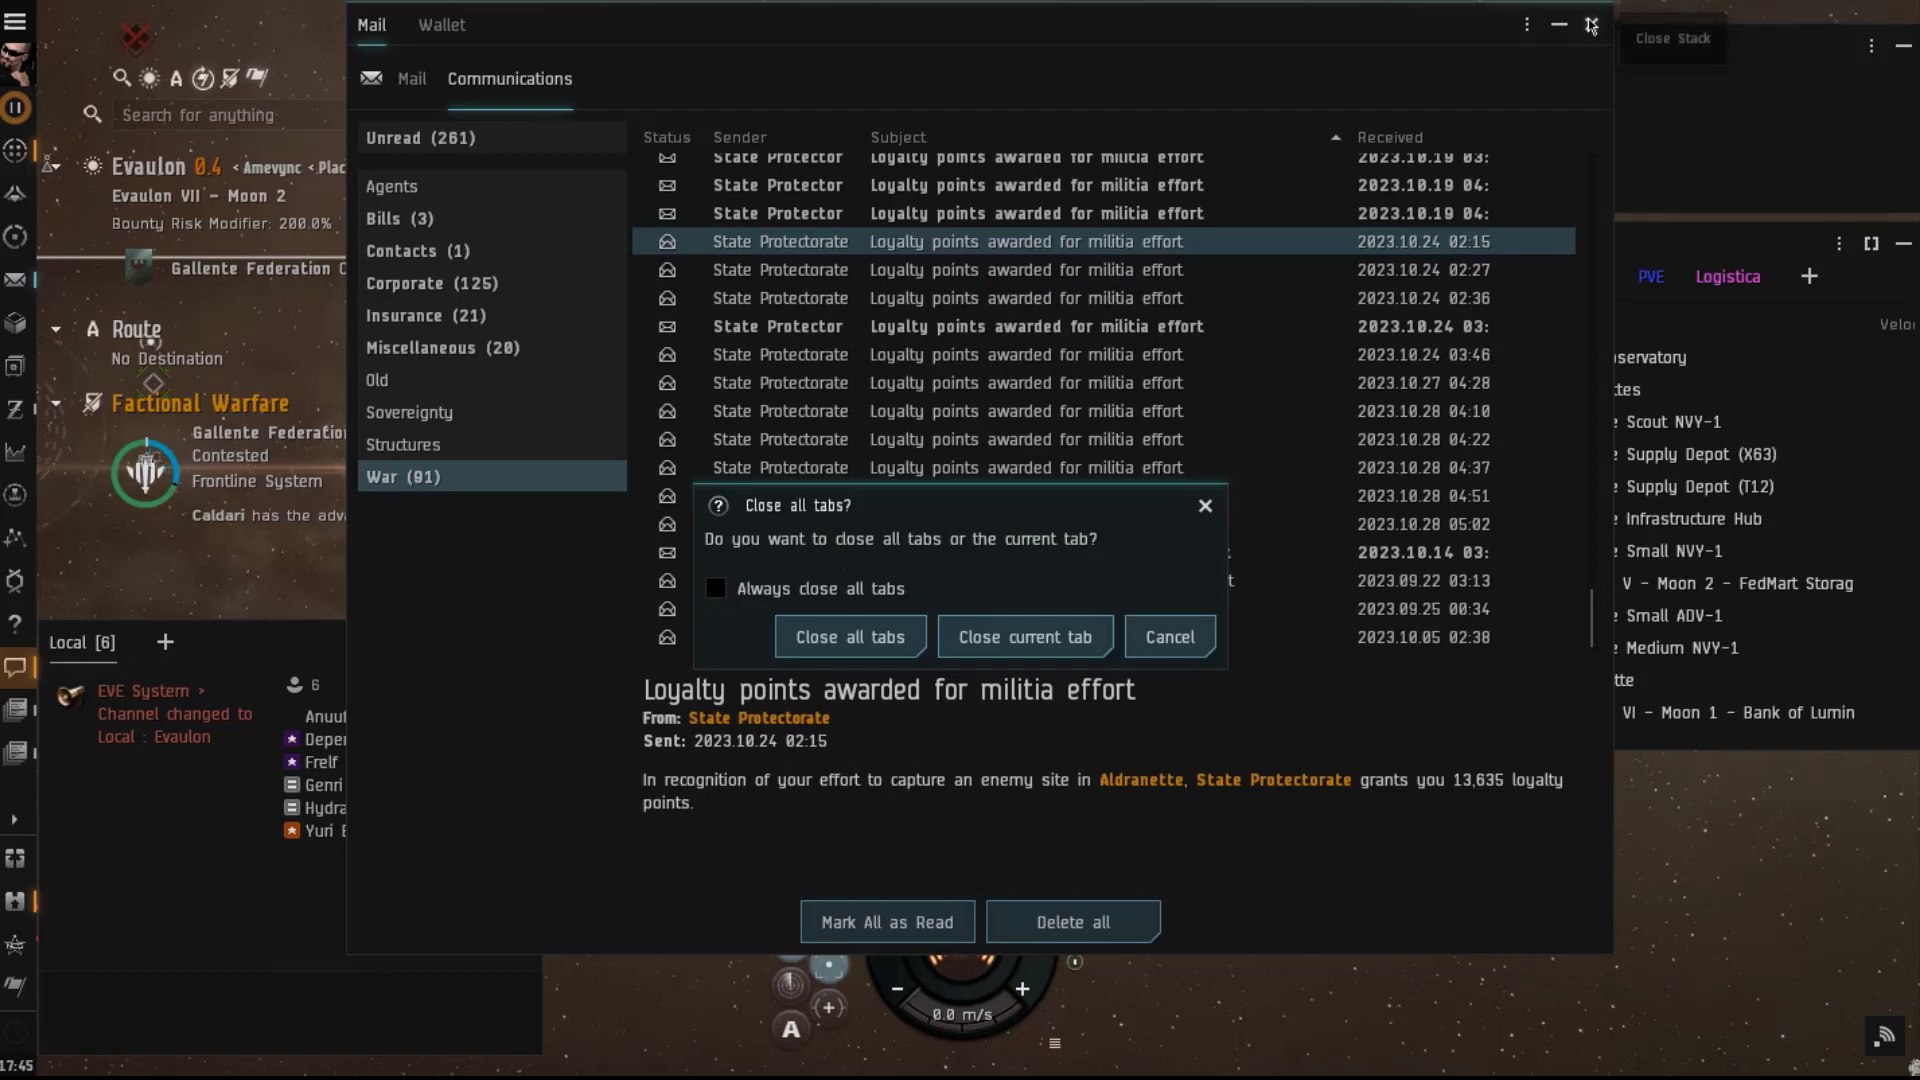 Mail
Wallet
Close Stack
Mail
Communications
Search for anything
Evaulon 0.4 < Amevync <
Evaulon VII - Moon 2
Bounty Risk Modifier: 200.0%
Gallente Federation
Route
No Destination
Factional Warfare
Gallente
Contested
Frontline System
Caldari has the
Unread (261)
Agents
Bills (3)
Contacts (1)
Corporate (125)
Insurance (21)
Miscellaneous (20)
Old
Sovereignty
Structures
War (91)
Status Sender Subject Received
State Protector Loyalty points awarded for militia effort 2023.10.19 03:
State Protector Loyalty points awarded for militia effort 2023.10.19 04:
State Protector Loyalty points awarded for militia effort 2023.10.19 04:
State Protectorate Loyalty points awarded for militia effort 2023.10.24 02:15
State Protectorate Loyalty points awarded for militia effort 2023.10.24 02:27
State Protectorate Loyalty points awarded for militia effort 2023.10.24 02:36
State Protector Loyalty points awarded for militia effort 2023.10.24 03:
State Protectorate Loyalty points awarded for militia effort 2023.10.24 03:46
State Protectorate Loyalty points awarded for militia effort 2023.10.27 04:28
State Protectorate Loyalty points awarded for militia effort 2023.10.28 04:10
State Protectorate Loyalty points awarded for militia effort 2023.10.28 04:22
State Protectorate Loyalty points awarded for militia effort 2023.10.28 04:37
2023.10.28 04:51
2023.10.28 05:02
2023.10.14 03:
2023.09.22 03:13
2023.09.25 00:34
2023.10.05 02:38
Close all tabs?
Do you want to close all tabs or the current tab?
Always close all tabs
Close all tabs
Close current tab
Cancel
Loyalty points awarded for militia effort
From: State Protectorate
Sent: 2023.10.24 02:15
In recognition of your effort to capture an enemy site in Aldranette, State Protectorate grants you 13,635 loyalty
points.
Mark All as Read
Delete all
PVE
Logistica
+
Scout NVY-1
Supply Depot (X63)
Supply Depot (T12)
Infrastructure Hub
Small NVY-1
V - Moon 2 - FedMart Storag
Small ADV-1
Medium NVY-1
VI - Moon 1 - Bank of Lumin
Local [6]
+
EVE System >
Channel changed to
Local : Evaulon
6
Frelf
Genri
Hydra
Yuri
- +
0.0 m/s
A
17:45